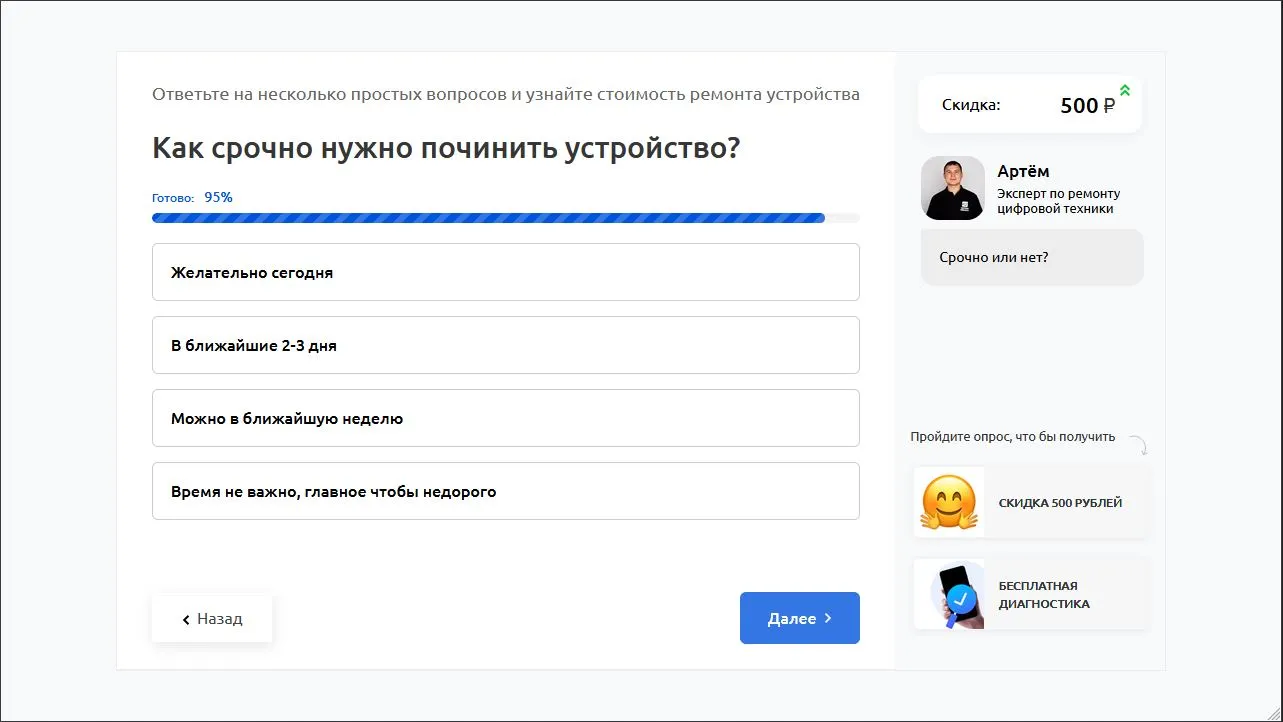 Ответьте на несколько простых вопросов и узнайте стоимость ремонта устройства
Как срочно нужно починить устройство?
Готово: 95%
Желательно сегодня
В ближайшие 2-3 дня
Можно в ближайшую неделю
Время не важно, главное чтобы недорого
Назад
Далее
Скидка: 500 ₽
Артём
Эксперт по ремонту
цифровой техники
Срочно или нет?
Пройдите опрос, что бы получить
СКИДКА 500 РУБЛЕЙ
БЕСПЛАТНАЯ
ДИАГНОСТИКА